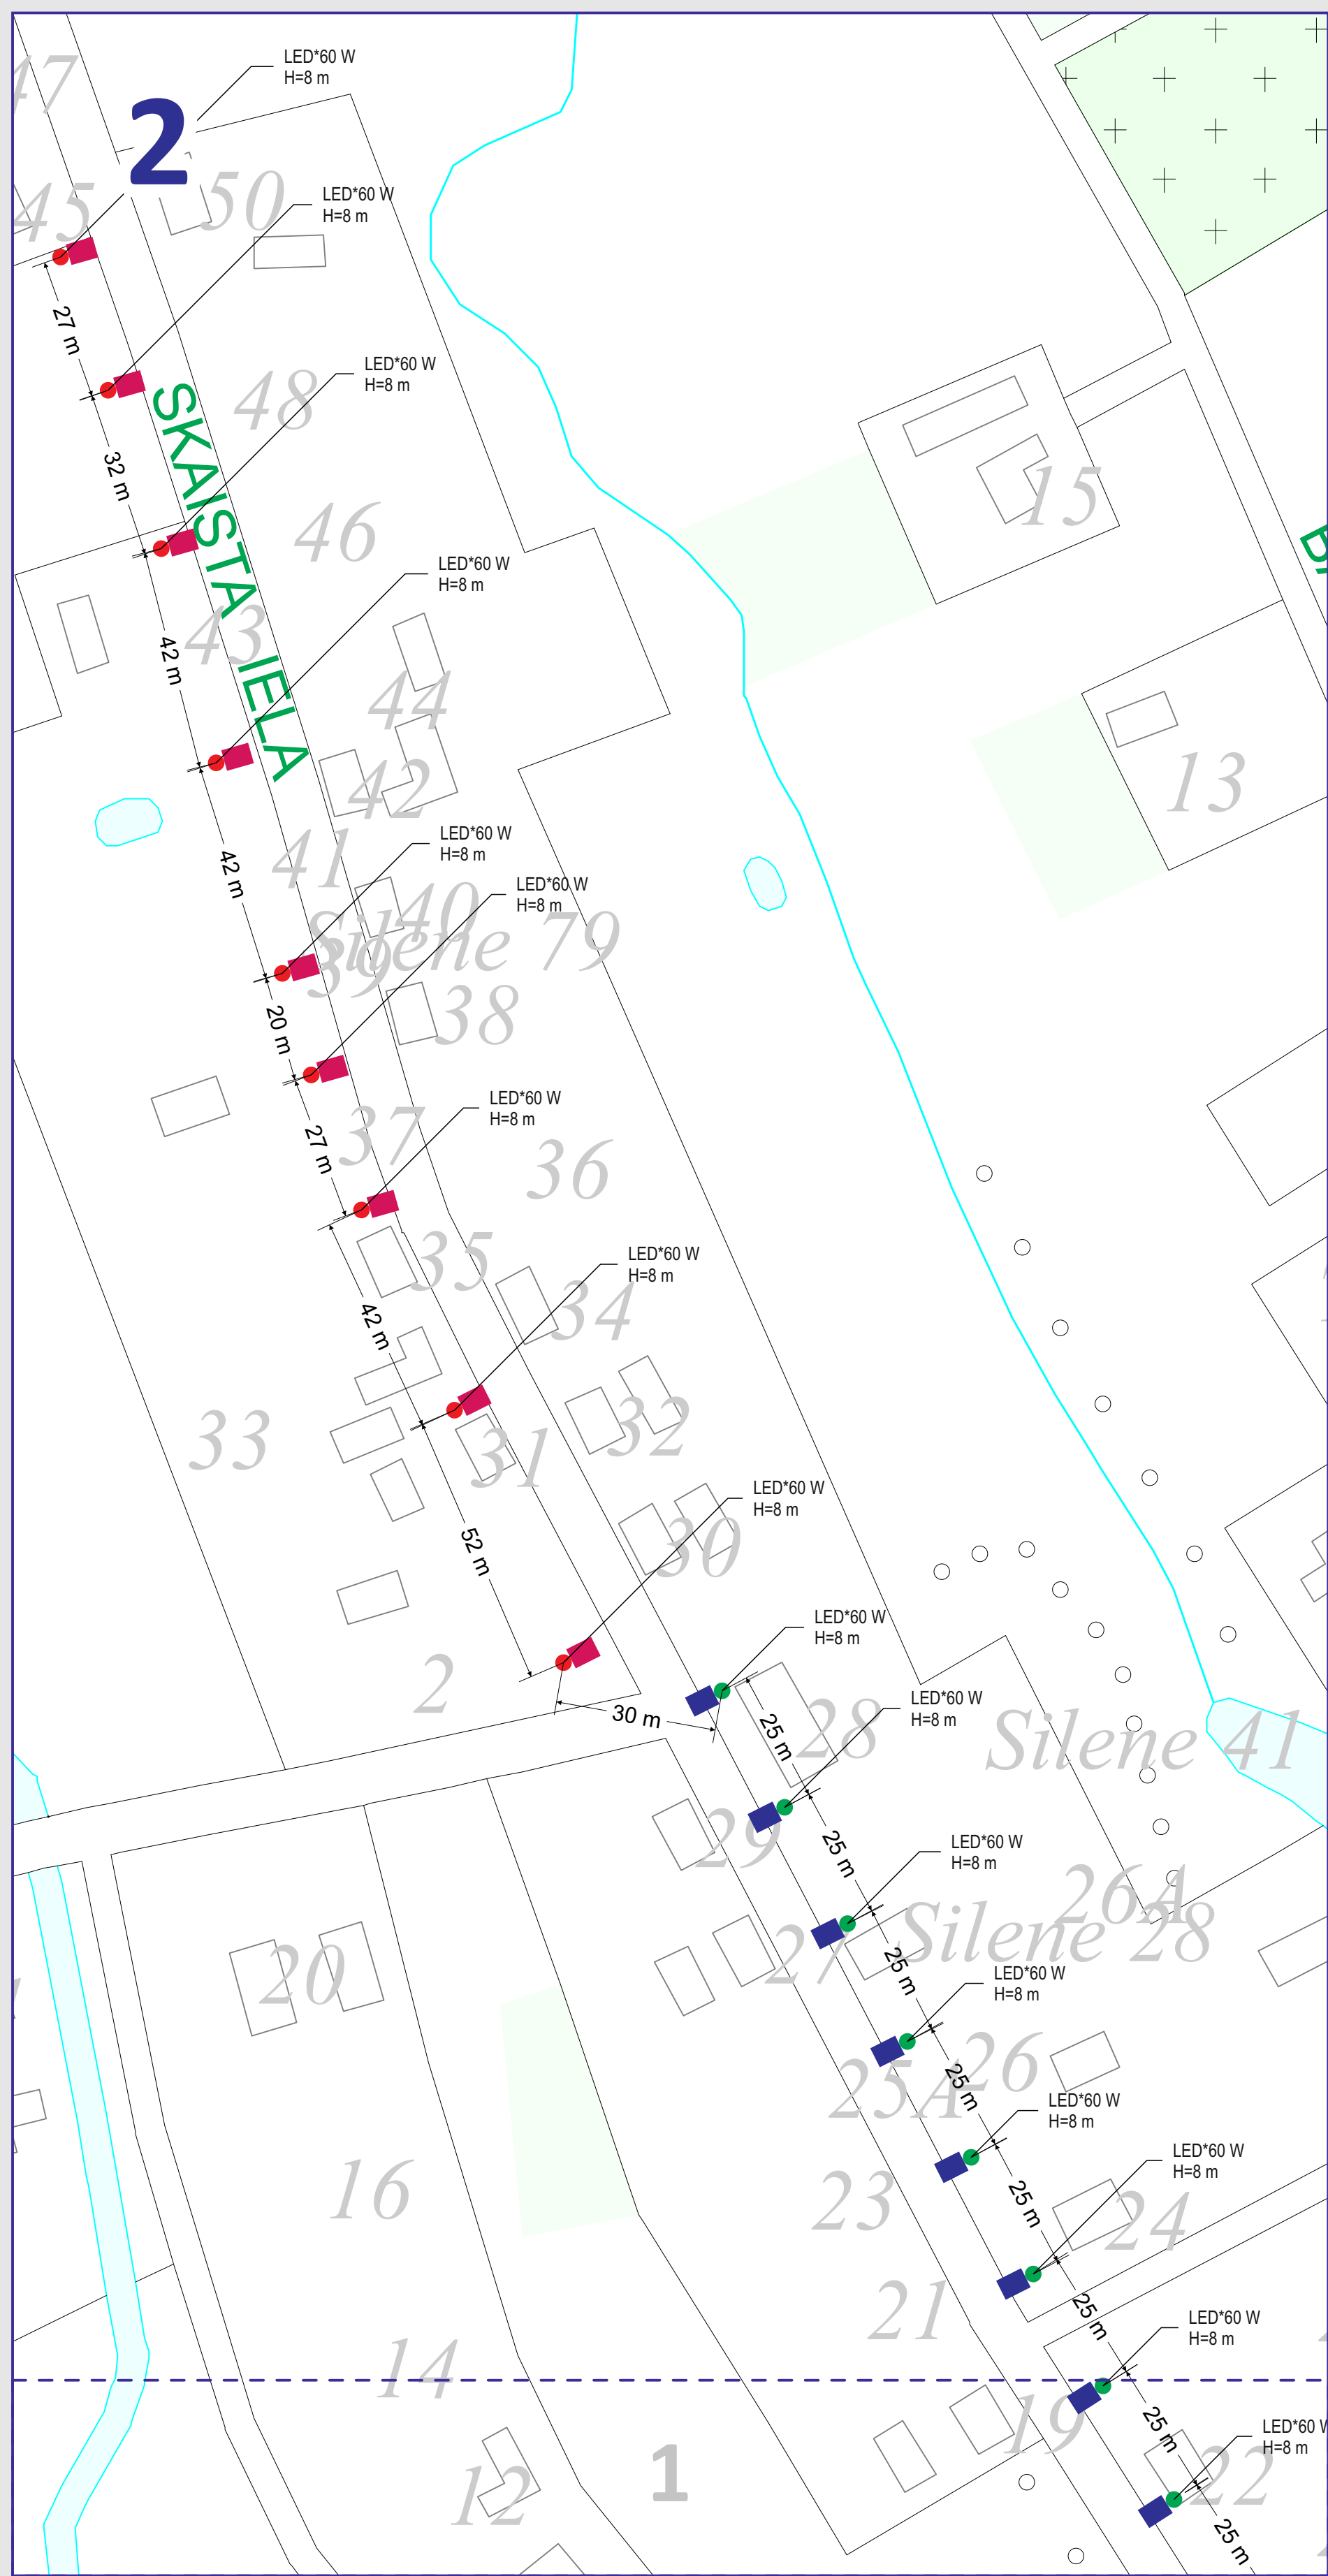 LED*60 W
H=8 m
47
2
45
50
LED*60 W
H=8 m
27 m
LED*60 W
H=8 m
48
32 m
SKAISTA IELA
46
15
LED*60 W
H=8 m
43
42 m
44
42
13
LED*60 W
H=8 m
41
42 m
LED*60 W
H=8 m
40
Silene 79
39
38
20 m
LED*60 W
H=8 m
37
27 m
36
35
LED*60 W
H=8 m
34
42 m
33
32
31
LED*60 W
H=8 m
52 m
30
LED*60 W
H=8 m
2
30 m
28
25 m
LED*60 W
H=8 m
Silene 41
29
25 m
LED*60 W
H=8 m
26A
Silene 28
27
20
25 m
LED*60 W
H=8 m
26
25A
25 m
LED*60 W
H=8 m
16
23
25 m
LED*60 W
H=8 m
24
21
25 m
LED*60 W
H=8 m
14
19
25 m
LED*60 W
H=8 m
1
12
22
25 m